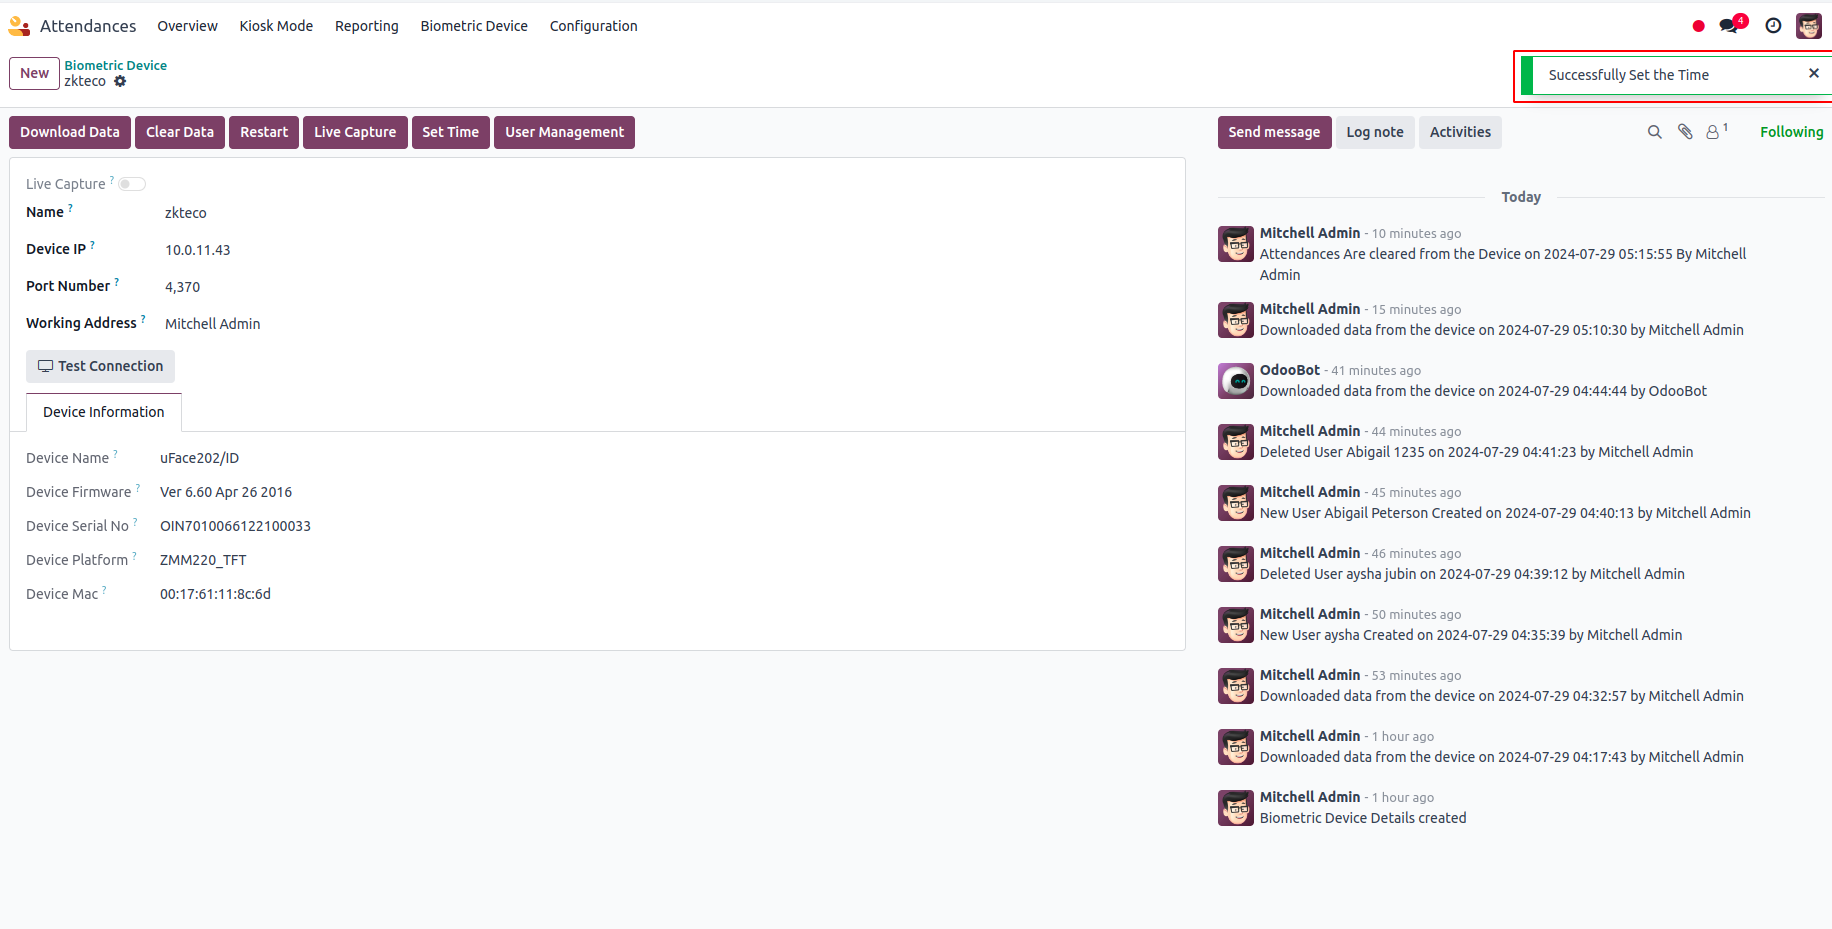 Attendances Overview Kiosk Mode Reporting Biometric Device Configuration 4
New Biometric Device
zkteco
Successfully Set the Time ×
Download Data Clear Data Restart Live Capture Set Time User Management
Send message Log note Activities 1 Following
Live Capture ?
Name ? zkteco
Device IP ? 10.0.11.43
Port Number ? 4,370
Working Address ? Mitchell Admin
Test Connection
Device Information
Device Name ? uFace202/ID
Device Firmware ? Ver 6.60 Apr 26 2016
Device Serial No ? OIN7010066122100033
Device Platform ? ZMM220_TFT
Device Mac ? 00:17:61:11:8c:6d
Today
Mitchell Admin - 10 minutes ago
Attendances Are cleared from the Device on 2024-07-29 05:15:55 By Mitchell
Admin
Mitchell Admin - 15 minutes ago
Downloaded data from the device on 2024-07-29 05:10:30 by Mitchell Admin
OdooBot - 41 minutes ago
Downloaded data from the device on 2024-07-29 04:44:44 by OdooBot
Mitchell Admin - 44 minutes ago
Deleted User Abigail 1235 on 2024-07-29 04:41:23 by Mitchell Admin
Mitchell Admin - 45 minutes ago
New User Abigail Peterson Created on 2024-07-29 04:40:13 by Mitchell Admin
Mitchell Admin - 46 minutes ago
Deleted User aysha jubin on 2024-07-29 04:39:12 by Mitchell Admin
Mitchell Admin - 50 minutes ago
New User aysha Created on 2024-07-29 04:35:39 by Mitchell Admin
Mitchell Admin - 53 minutes ago
Downloaded data from the device on 2024-07-29 04:32:57 by Mitchell Admin
Mitchell Admin - 1 hour ago
Downloaded data from the device on 2024-07-29 04:17:43 by Mitchell Admin
Mitchell Admin - 1 hour ago
Biometric Device Details created